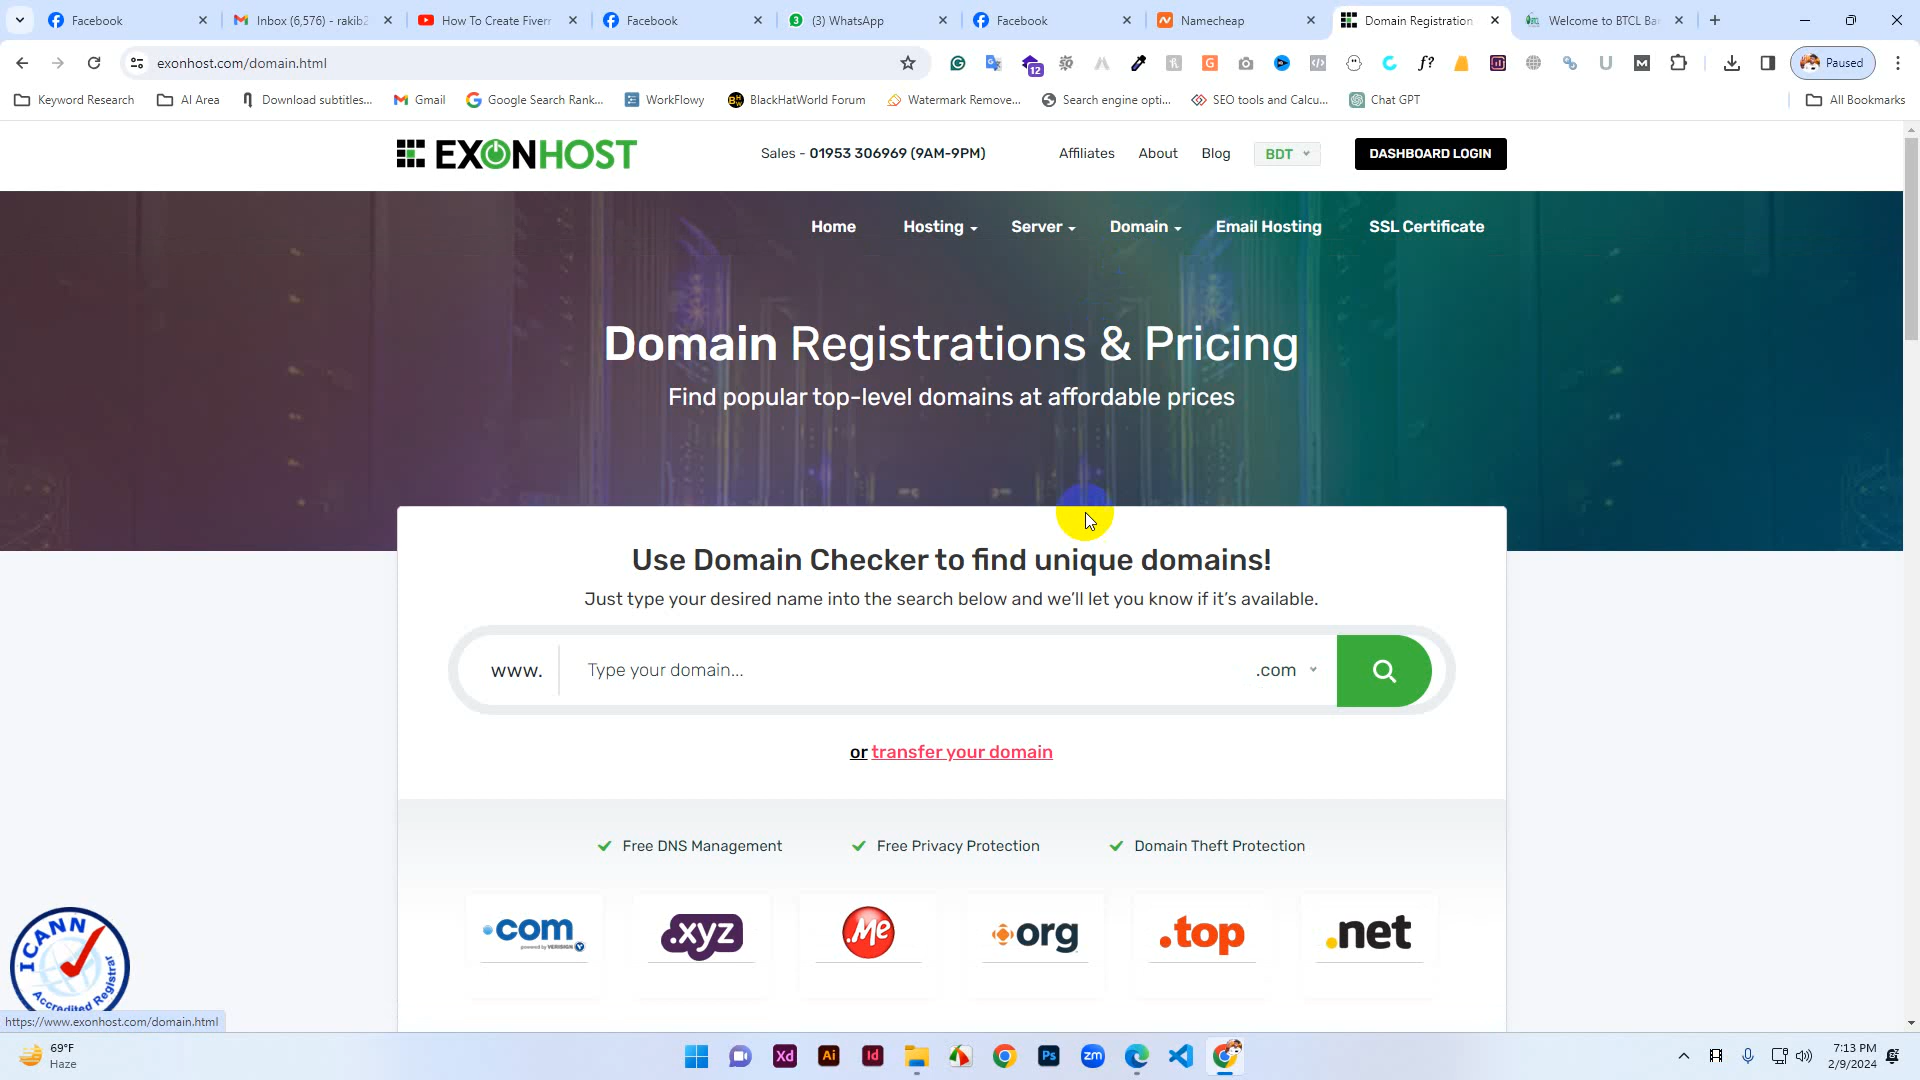 Facebook
Inbox (6,576) - rakib2
How To Create Fiverr
Facebook
(3) WhatsApp
Facebook
Namecheap
Domain Registration
Welcome to BTCL Ba
exonhost.com/domain.html
12
Paused
Keyword Research
AI Area
Download subtitles...
Gmail
Google Search Rank...
WorkFlowy
BlackHatWorld Forum
Watermark Remove...
Search engine opti...
SEO tools and Calcu...
Chat GPT
All Bookmarks
EXONHOST
Sales - 01953 306969 (9AM-9PM)
Affiliates
About
Blog
BDT
DASHBOARD LOGIN
Home
Hosting
Server
Domain
Email Hosting
SSL Certificate
Domain Registrations & Pricing
Find popular top-level domains at affordable prices
Use Domain Checker to find unique domains!
Just type your desired name into the search below and we'll let you know if it's available.
www.
Type your domain...
.com
or transfer your domain
Free DNS Management
Free Privacy Protection
Domain Theft Protection
.com
powered by VERISIGN
.xyz
.Me
.org
.top
.net
ICANN
Accredited Registrar
https://www.exonhost.com/domain.html
69°F
Haze
Xd
Ai
Id
Ps
zm
7:13 PM
2/9/2024